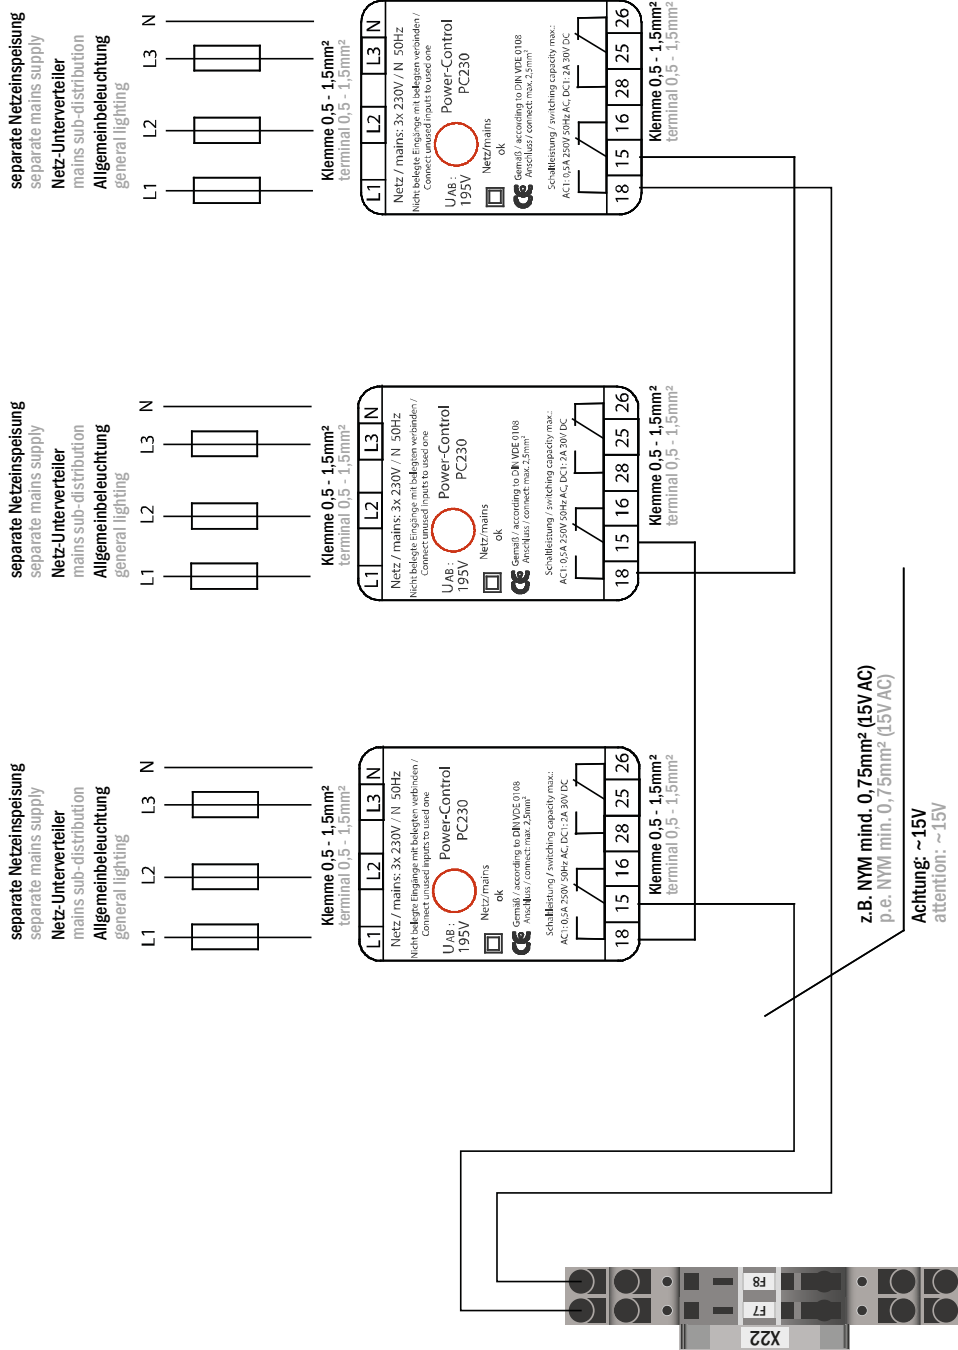 separate Netzeinspeisung
separate mains supply
Netz-Unterverteiler
mains sub-distribution
Allgemeinbeleuchtung
general lighting
L1 L2 L3 N
Klemme 0,5 - 1,5mm²
terminal 0,5 - 1,5mm²
L1 L2 L3 N
Netz / mains: 3x 230V / N 50Hz
Nicht belegte Eingänge mit belegten verbinden /
Connect unused inputs to used one
UAB:
195V
Power-Control
PC230
Netz/mains
ok
CE
Gemäß / according to DIN VDE 0108
Anschluss / connect: max. 2,5mm²
Schaltleistung / switching capacity max.:
AC1: 0,5A 250V 50Hz AC, DC1: 2A 30V DC
18 15 16 28 25 26
Klemme 0,5 - 1,5mm²
terminal 0,5 - 1,5mm²
separate Netzeinspeisung
separate mains supply
Netz-Unterverteiler
mains sub-distribution
Allgemeinbeleuchtung
general lighting
L1 L2 L3 N
Klemme 0,5 - 1,5mm²
terminal 0,5 - 1,5mm²
L1 L2 L3 N
Netz / mains: 3x 230V / N 50Hz
Nicht belegte Eingänge mit belegten verbinden /
Connect unused inputs to used one
UAB:
195V
Power-Control
PC230
Netz/mains
ok
CE
Gemäß / according to DIN VDE 0108
Anschluss / connect: max. 2,5mm²
Schaltleistung / switching capacity max.:
AC1: 0,5A 250V 50Hz AC, DC1: 2A 30V DC
18 15 16 28 25 26
Klemme 0,5 - 1,5mm²
terminal 0,5 - 1,5mm²
separate Netzeinspeisung
separate mains supply
Netz-Unterverteiler
mains sub-distribution
Allgemeinbeleuchtung
general lighting
L1 L2 L3 N
Klemme 0,5 - 1,5mm²
terminal 0,5 - 1,5mm²
L1 L2 L3 N
Netz / mains: 3x 230V / N 50Hz
Nicht belegte Eingänge mit belegten verbinden /
Connect unused inputs to used one
UAB:
195V
Power-Control
PC230
Netz/mains
ok
CE
Gemäß / according to DIN VDE 0108
Anschluss / connect: max. 2,5mm²
Schaltleistung / switching capacity max.:
AC1: 0,5A 250V 50Hz AC, DC1: 2A 30V DC
18 15 16 28 25 26
Klemme 0,5 - 1,5mm²
terminal 0,5 - 1,5mm²
z.B. NYM mind. 0,75mm² (15V AC)
p.e. NYM min. 0,75mm² (15V AC)
Achtung: ~15V
attention: ~15V
X22
F7
F8